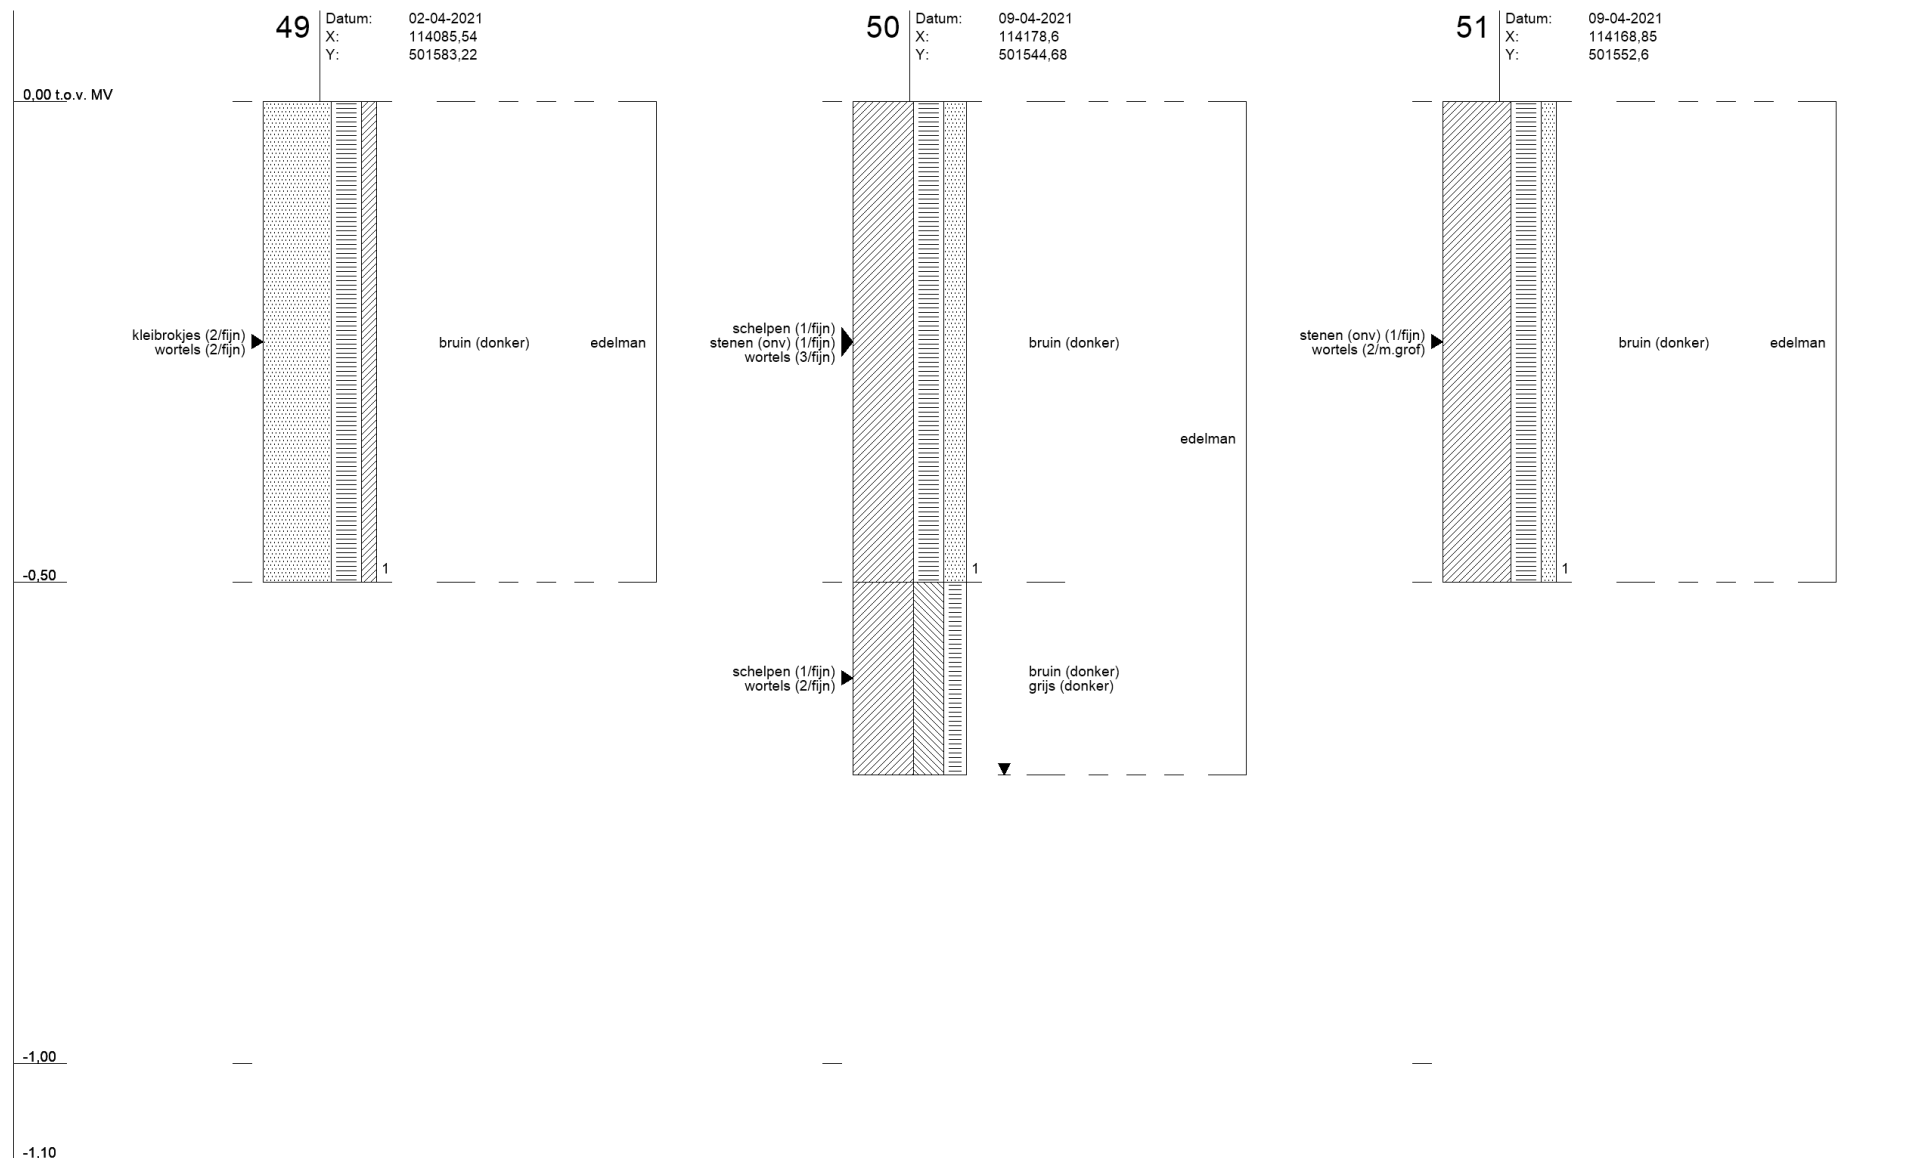 49
Datum: 02-04-2021
X: 114085,54
Y: 501583,22
50
Datum: 09-04-2021
X: 114178,6
Y: 501544,68
51
Datum: 09-04-2021
X: 114168,85
Y: 501552,6
0,00 t.o.v. MV
kleibrokjes (2/fijn)
wortels (2/fijn)
bruin (donker)
edelman
1
schelpen (1/fijn)
stenen (onv) (1/fijn)
wortels (3/fijn)
bruin (donker)
edelman
1
schelpen (1/fijn)
wortels (2/fijn)
bruin (donker)
grijs (donker)
stenen (onv) (1/fijn)
wortels (2/m.grof)
bruin (donker)
edelman
1
-0,50
-1,00
-1,10